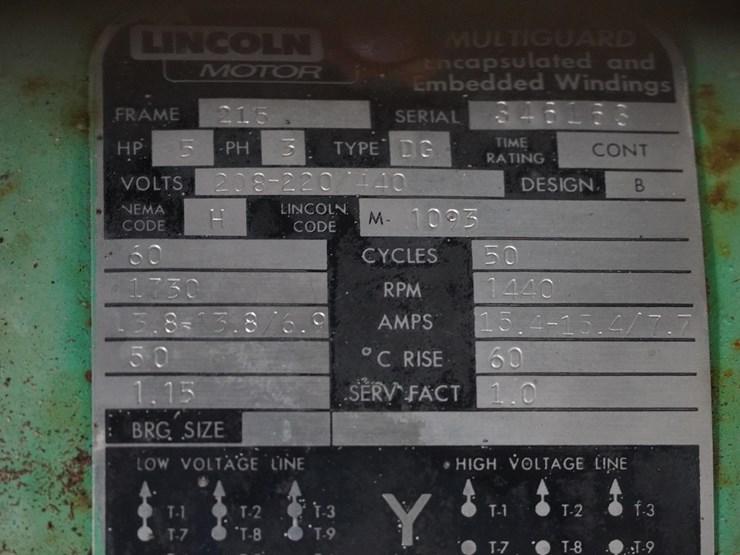 LINCOLN
MOTOR
MULTIGUARD
Encapsulated and
Embedded Windings
FRAME 215 SERIAL 346166
HP 5 PH 3 TYPE DG TIME RATING CONT
VOLTS 208-220/440 DESIGN B
NEMA CODE H LINCOLN CODE M- 1093
60 CYCLES 50
1730 RPM 1440
13.8-13.8/6.9 AMPS 15.4-15.4/7.7
50 °C RISE 60
1.15 SERV FACT 1.0
BRG SIZE
LOW VOLTAGE LINE HIGH VOLTAGE LINE
T-1 T-2 T-3 Y T-1 T-2 T-3
T-7 T-8 T-9 T-7 T-8 T-9